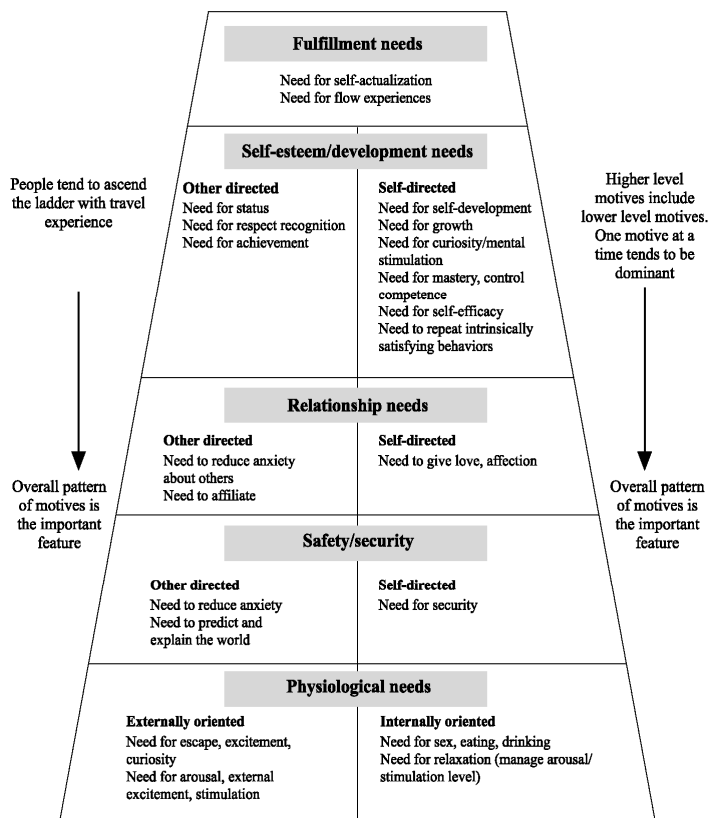 Fulfillment needs
Need for self-actualization
Need for flow experiences
Self-esteem/development needs
Other directed
Need for status
Need for respect recognition
Need for achievement
Self-directed
Need for self-development
Need for growth
Need for curiosity/mental
stimulation
Need for mastery, control
competence
Need for self-efficacy
Need to repeat intrinsically
satisfying behaviors
People tend to ascend
the ladder with travel
experience
Higher level
motives include
lower level motives.
One motive at a
time tends to be
dominant
Relationship needs
Other directed
Need to reduce anxiety
about others
Need to affiliate
Self-directed
Need to give love, affection
Overall pattern
of motives is
the important
feature
Overall pattern
of motives is
the important
feature
Safety/security
Other directed
Need to reduce anxiety
Need to predict and
explain the world
Self-directed
Need for security
Physiological needs
Externally oriented
Need for escape, excitement,
curiosity
Need for arousal, external
excitement, stimulation
Internally oriented
Need for sex, eating, drinking
Need for relaxation (manage arousal/
stimulation level)